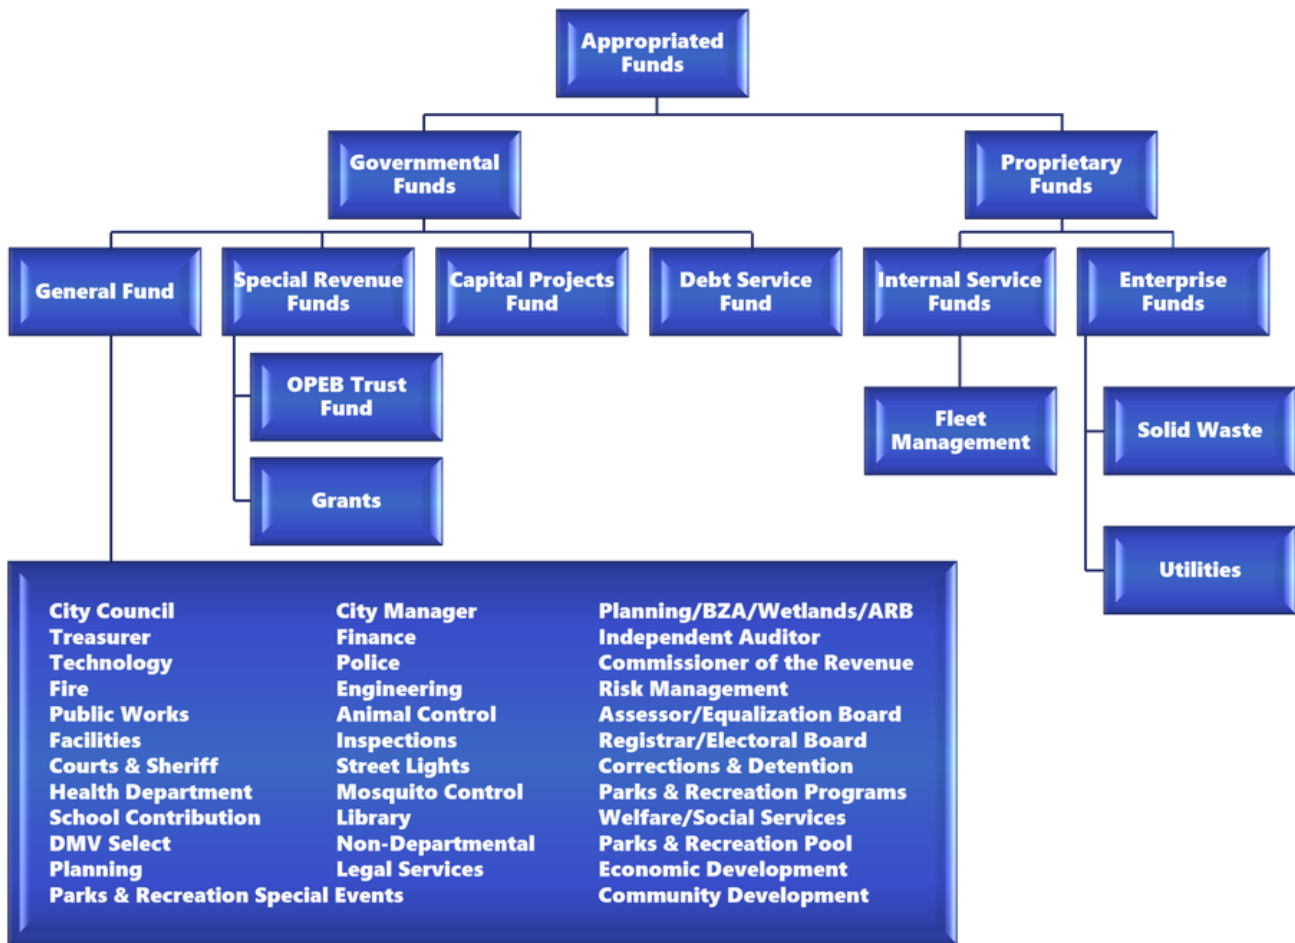 Appropriated
Funds
Governmental
Funds
Proprietary
Funds
General Fund
Special Revenue
Funds
Capital Projects
Fund
Debt Service
Fund
Internal Service
Funds
Enterprise
Funds
OPEB Trust
Fund
Grants
Fleet
Management
Solid Waste
Utilities
City Council
Treasurer
Technology
Fire
Public Works
Facilities
Courts & Sheriff
Health Department
School Contribution
DMV Select
Planning
Parks & Recreation Special Events
City Manager
Finance
Police
Engineering
Animal Control
Inspections
Street Lights
Mosquito Control
Library
Non-Departmental
Legal Services
Planning/BZA/Wetlands/ARB
Independent Auditor
Commissioner of the Revenue
Risk Management
Assessor/Equalization Board
Registrar/Electoral Board
Corrections & Detention
Parks & Recreation Programs
Welfare/Social Services
Parks & Recreation Pool
Economic Development
Community Development